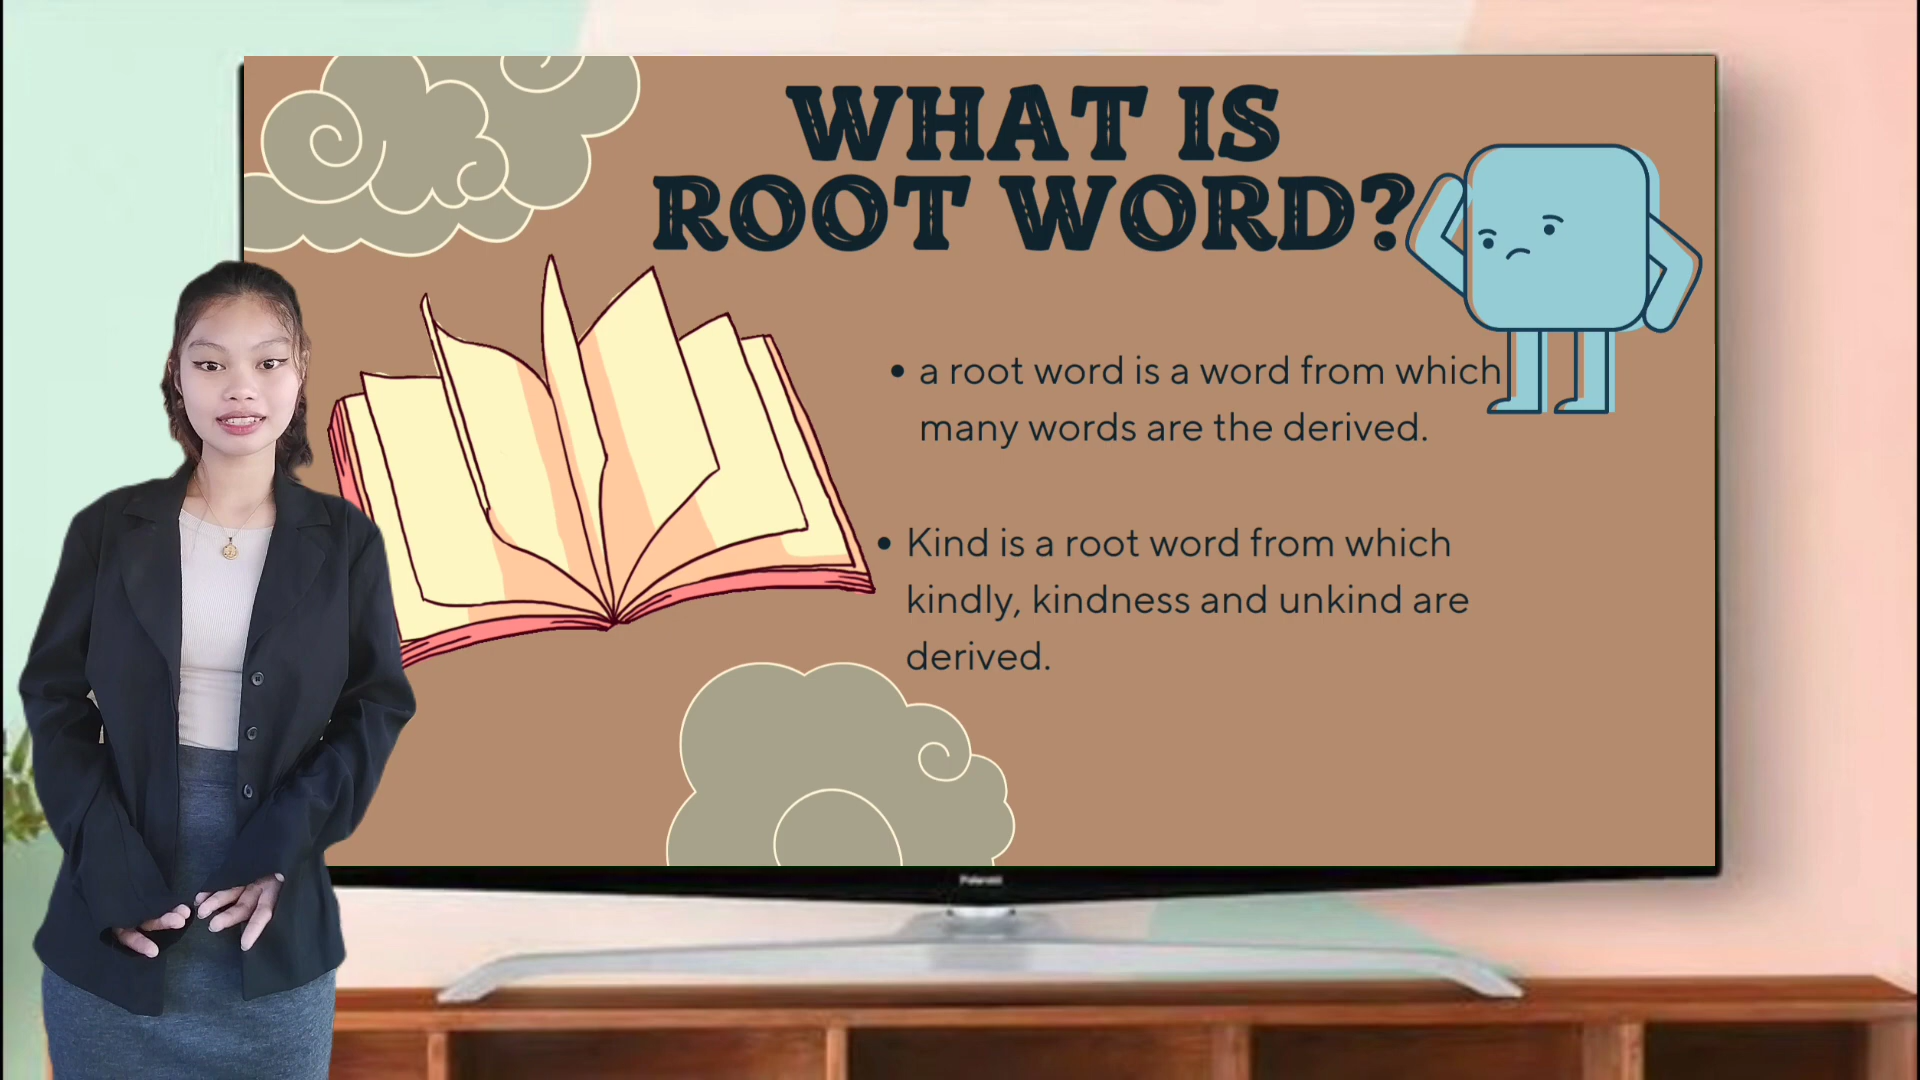 WHAT IS
ROOT WORD?
• a root word is a word from which
many words are the derived.
• Kind is a root word from which
kindly, kindness and unkind are
derived.
Polaroid